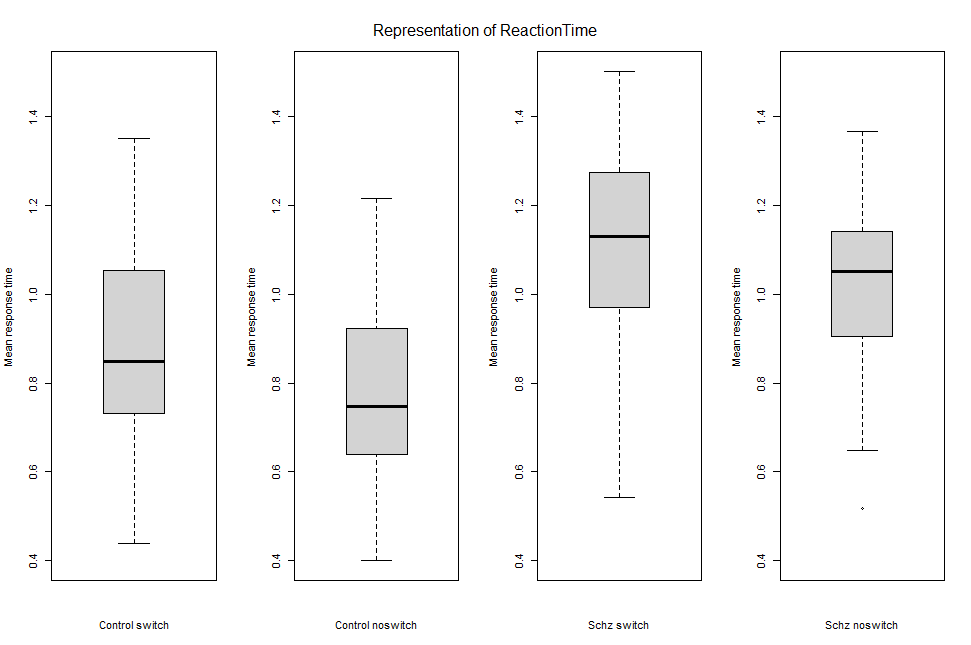 Representation of ReactionTime
Mean response time
0.4 0.6 0.8 1.0 1.2 1.4
Control switch
Mean response time
0.4 0.6 0.8 1.0 1.2 1.4
Control noswitch
Mean response time
0.4 0.6 0.8 1.0 1.2 1.4
Schz switch
Mean response time
0.4 0.6 0.8 1.0 1.2 1.4
Schz noswitch